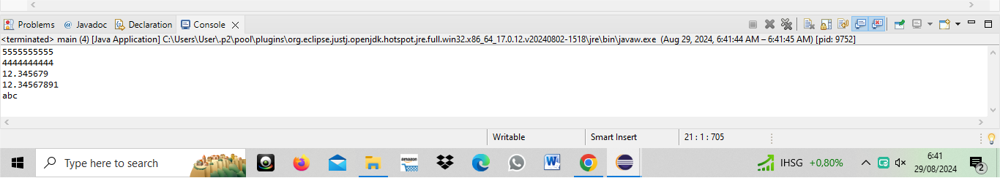 Problems @ Javadoc Declaration Console
<terminated> main (4) [Java Application] C:\Users\User\.p2\pool\plugins\org.eclipse.justj.openjdk.hotspot.jre.full.win32.x86_64_17.0.12.v20240802-1518\jre\bin\javaw.exe (Aug 29, 2024, 6:41:44 AM – 6:41:45 AM) [pid: 9752]
5555555555
4444444444
12.345679
12.34567891
abc
Writable Smart Insert 21 : 1 : 705
Type here to search amazon W IHSG +0,80% 6:41
29/08/2024 2